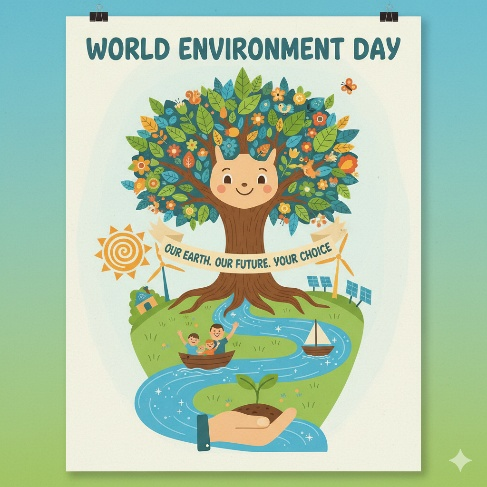 WORLD ENVIRONMENT DAY
OUR EARTH. OUR FUTURE. YOUR CHOICE